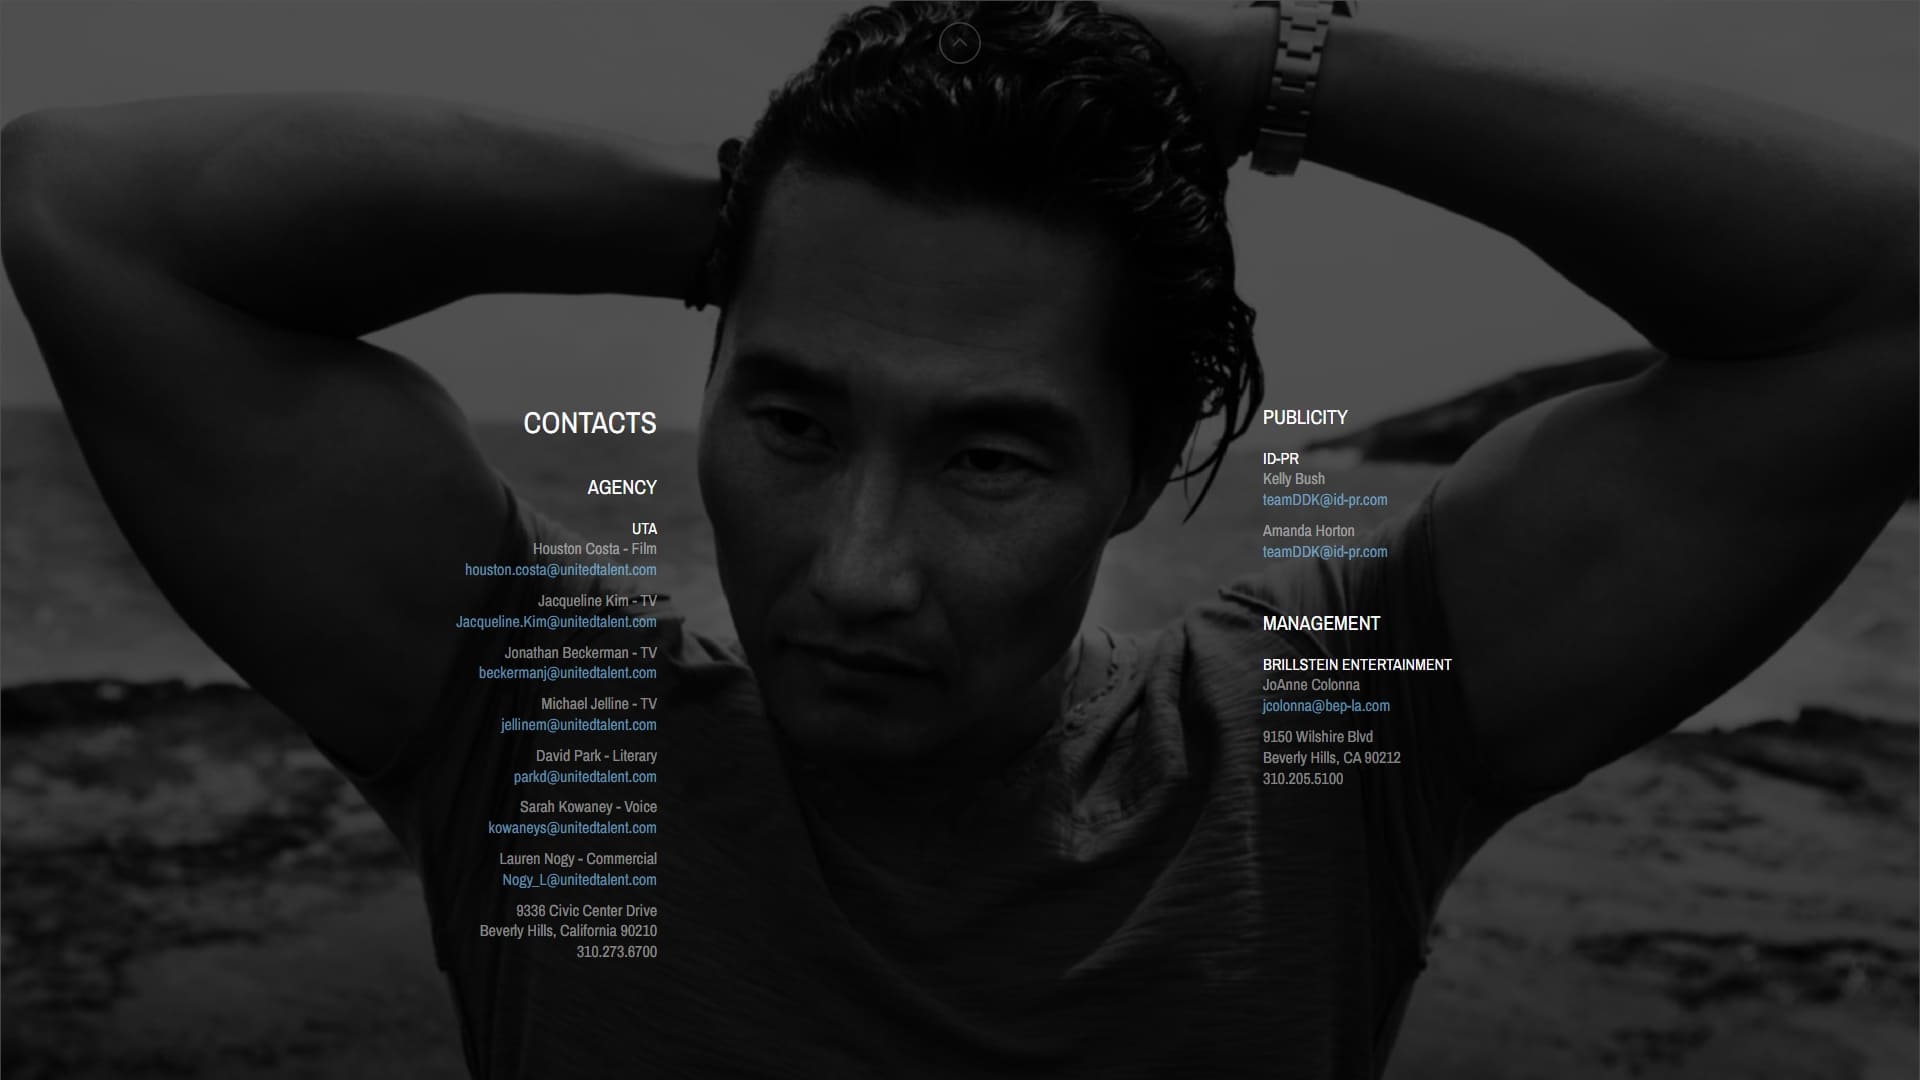 CONTACTS
AGENCY
UTA
Houston Costa - Film
houston.costa@unitedtalent.com
Jacqueline Kim - TV
Jacqueline.Kim@unitedtalent.com
Jonathan Beckerman - TV
beckermanj@unitedtalent.com
Michael Jelline - TV
jellinem@unitedtalent.com
David Park - Literary
parkd@unitedtalent.com
Sarah Kowaney - Voice
kowaneys@unitedtalent.com
Lauren Nogy - Commercial
Nogy_L@unitedtalent.com
9336 Civic Center Drive
Beverly Hills, California 90210
310.273.6700
PUBLICITY
ID-PR
Kelly Bush
teamDDK@id-pr.com
Amanda Horton
teamDDK@id-pr.com
MANAGEMENT
BRILLSTEIN ENTERTAINMENT
JoAnne Colonna
jcolonna@bep-la.com
9150 Wilshire Blvd
Beverly Hills, CA 90212
310.205.5100